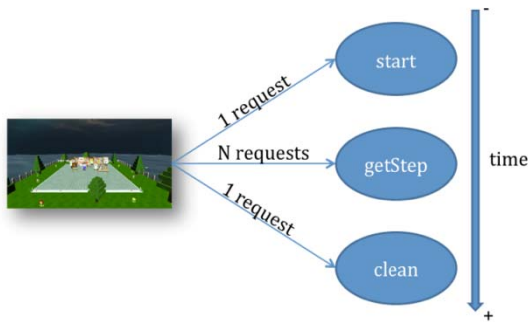 -
start
1 request
N requests
getStep
time
1 request
clean
+